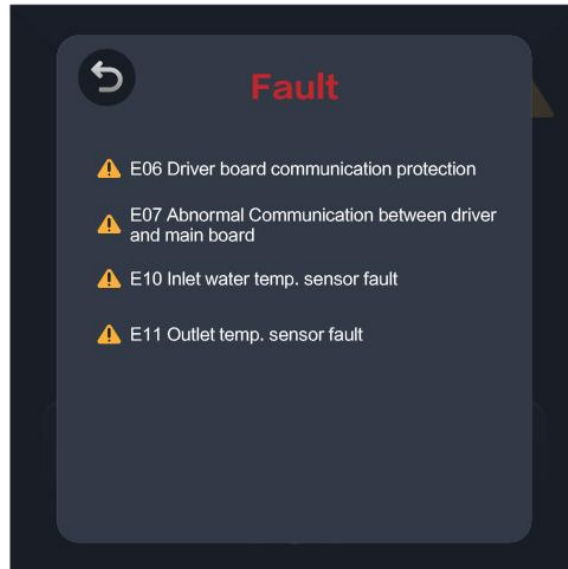 Fault
E06 Driver board communication protection
E07 Abnormal Communication between driver
and main board
E10 Inlet water temp. sensor fault
E11 Outlet temp. sensor fault